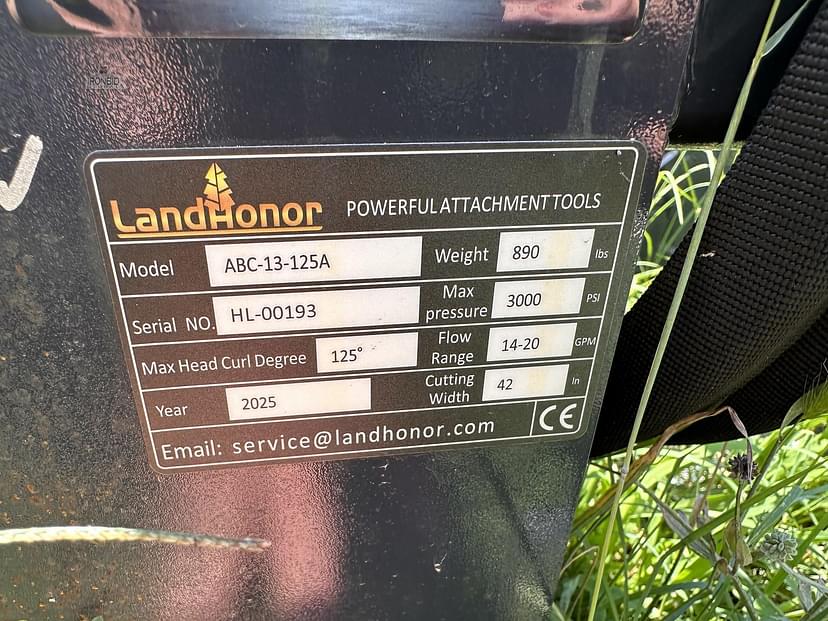 LandHonor POWERFUL ATTACHMENT TOOLS
Model ABC-13-125A Weight 890 lbs
Serial NO. HL-00193 Max pressure 3000 PSI
Max Head Curl Degree 125° Flow Range 14-20 GPM
Year 2025 Cutting Width 42 In
Email: service@landhonor.com CE